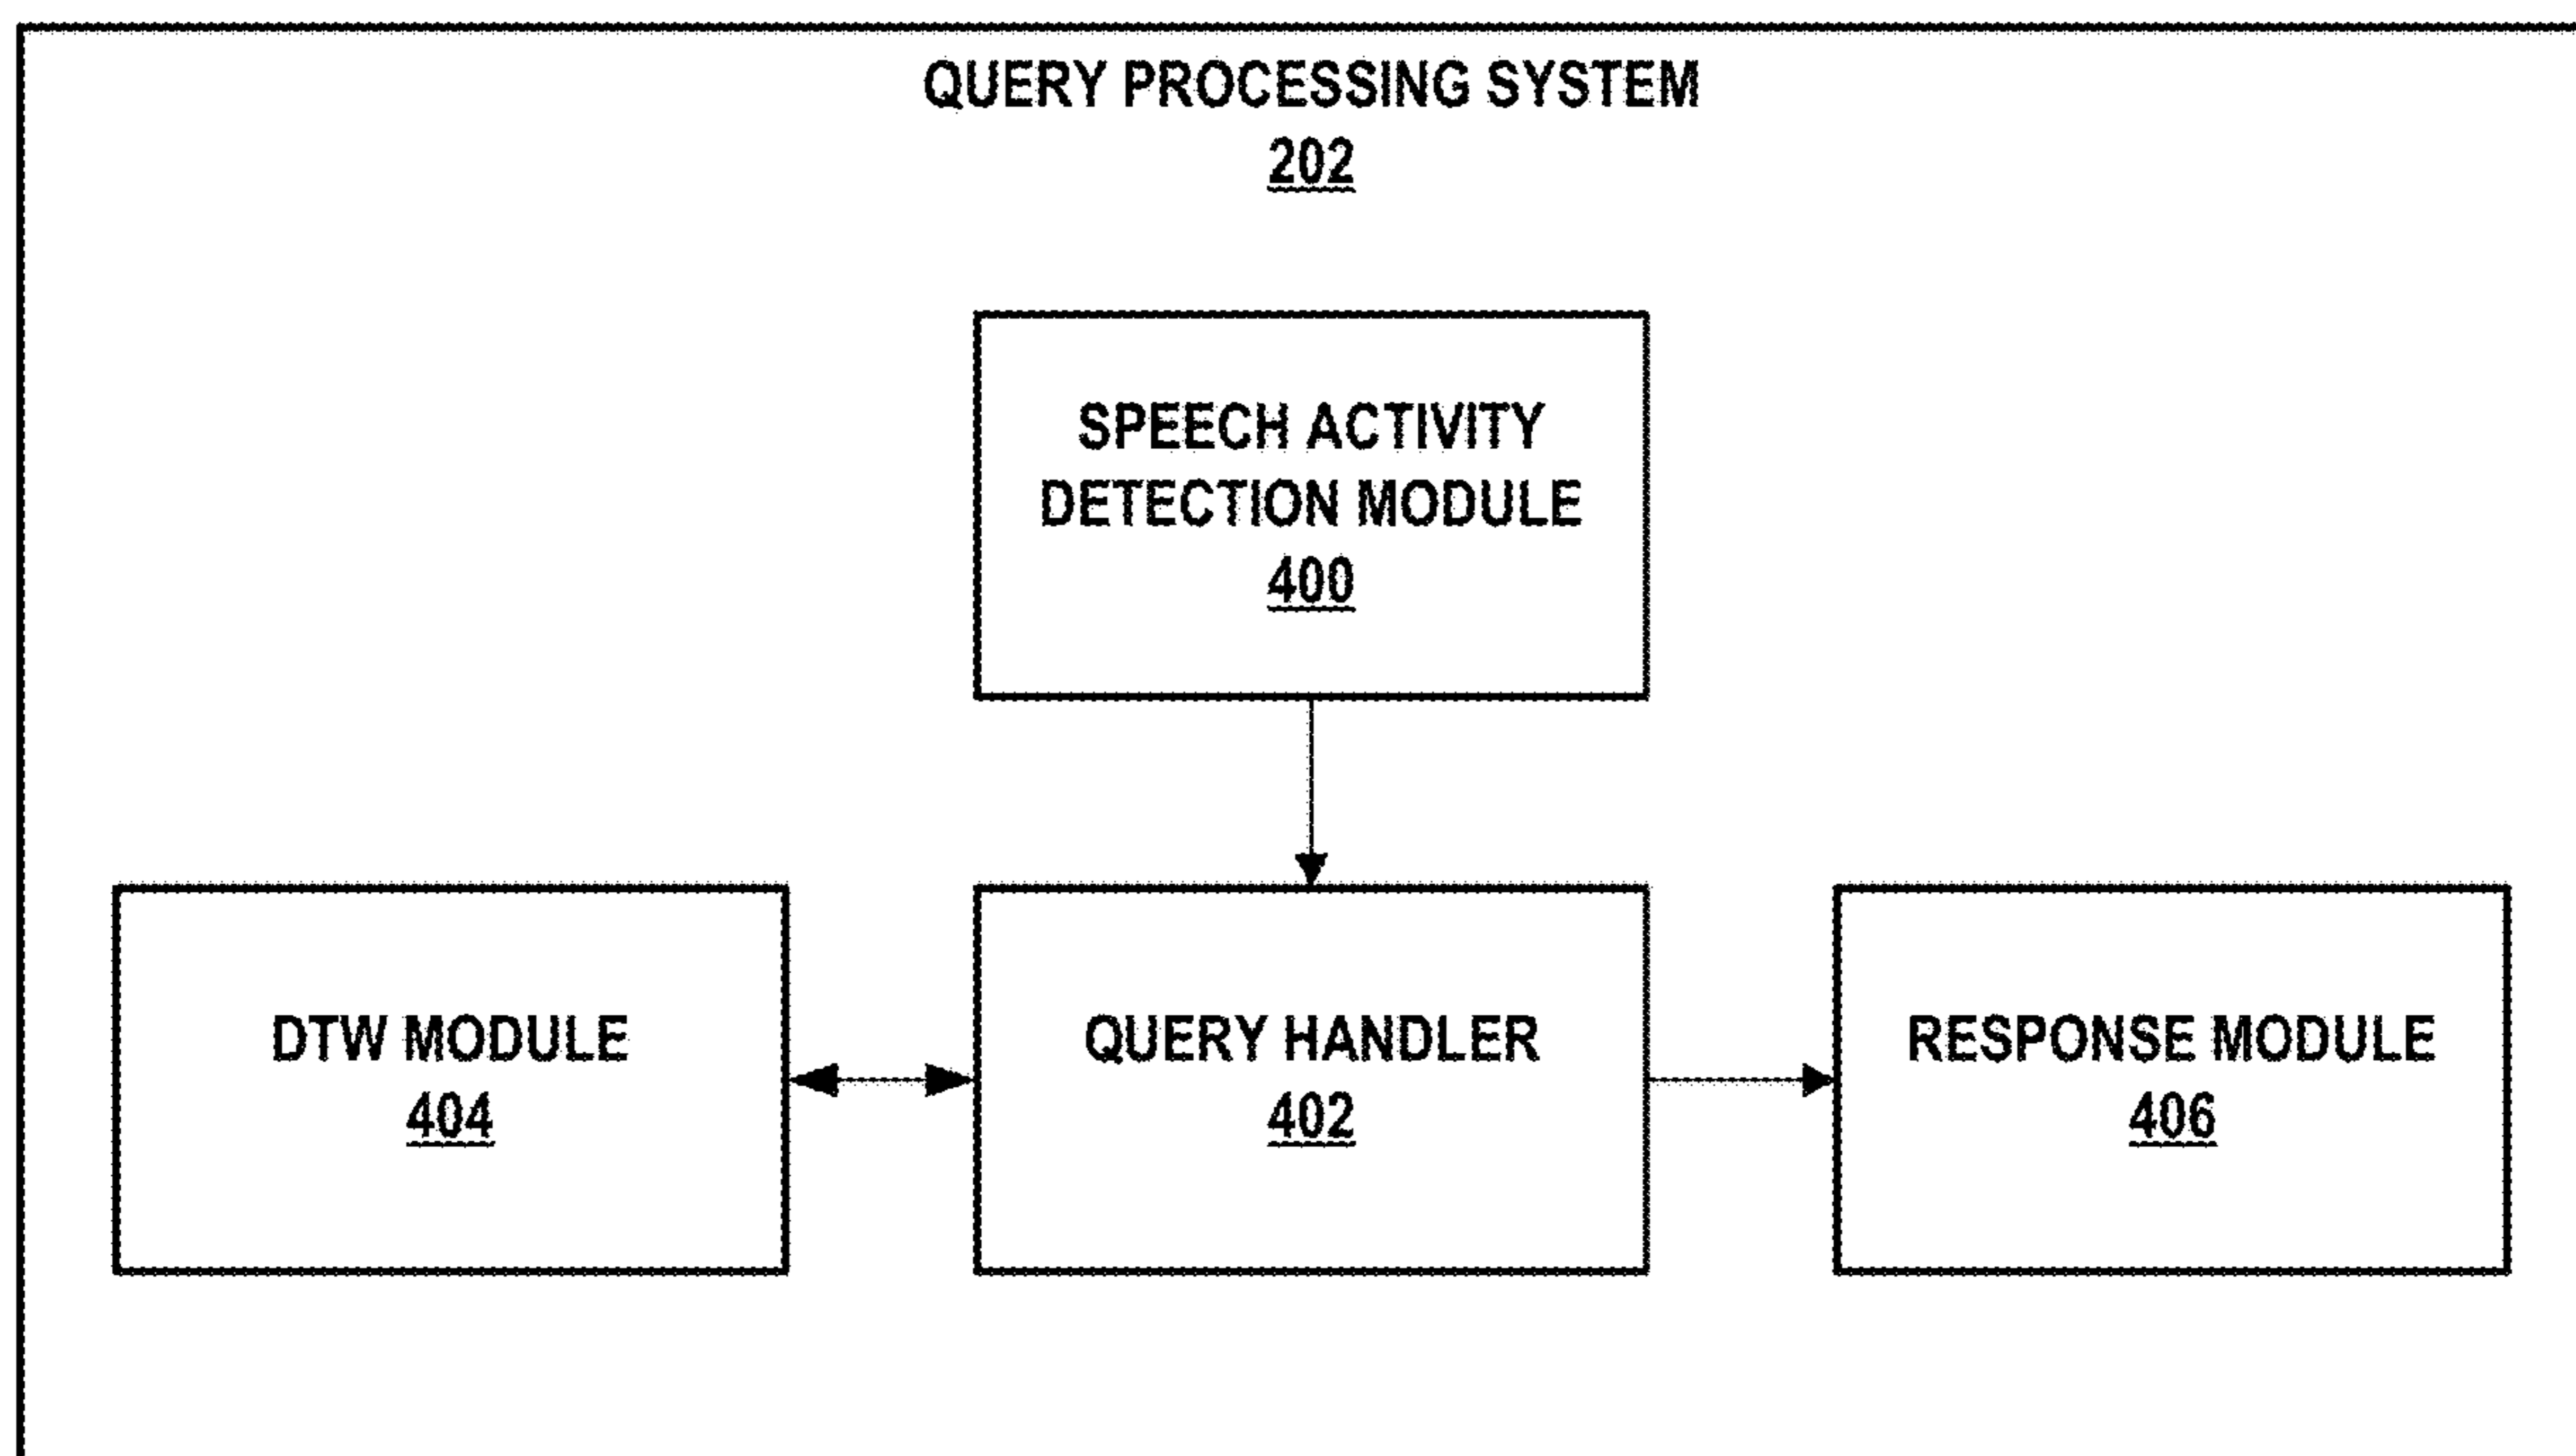 QUERY PROCESSING SYSTEM
202
SPEECH ACTIVITY
DETECTION MODULE
400
DTW MODULE
404
QUERY HANDLER
402
RESPONSE MODULE
406